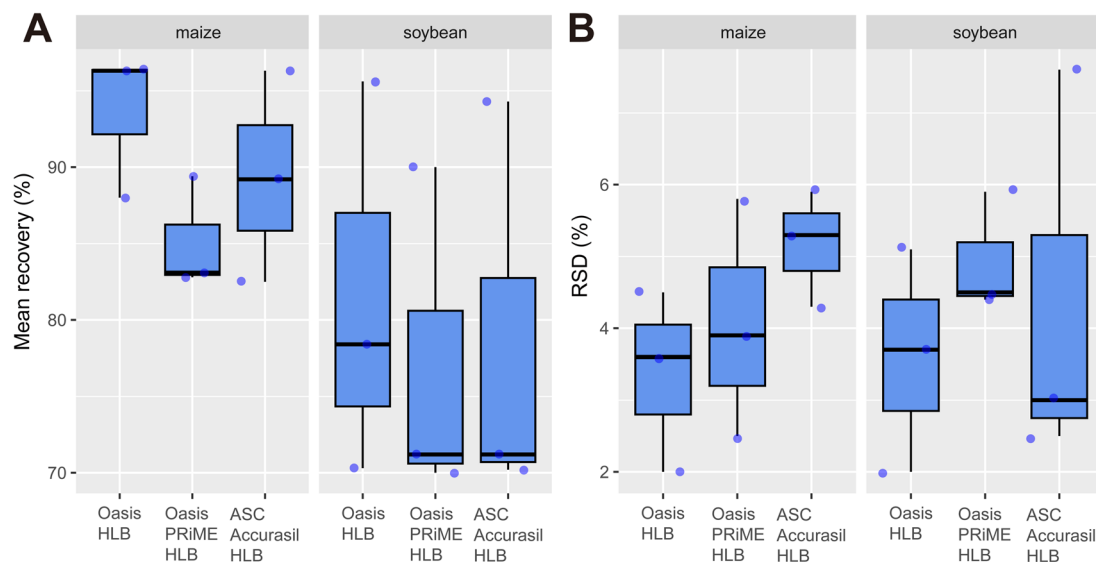 A
maize
soybean
Mean recovery (%)
90
80
70
Oasis
HLB
Oasis
PRiME
HLB
ASC
Accurasil
HLB
Oasis
HLB
Oasis
PRiME
HLB
ASC
Accurasil
HLB
B
maize
soybean
RSD (%)
6
4
2
Oasis
HLB
Oasis
PRiME
HLB
ASC
Accurasil
HLB
Oasis
HLB
Oasis
PRiME
HLB
ASC
Accurasil
HLB